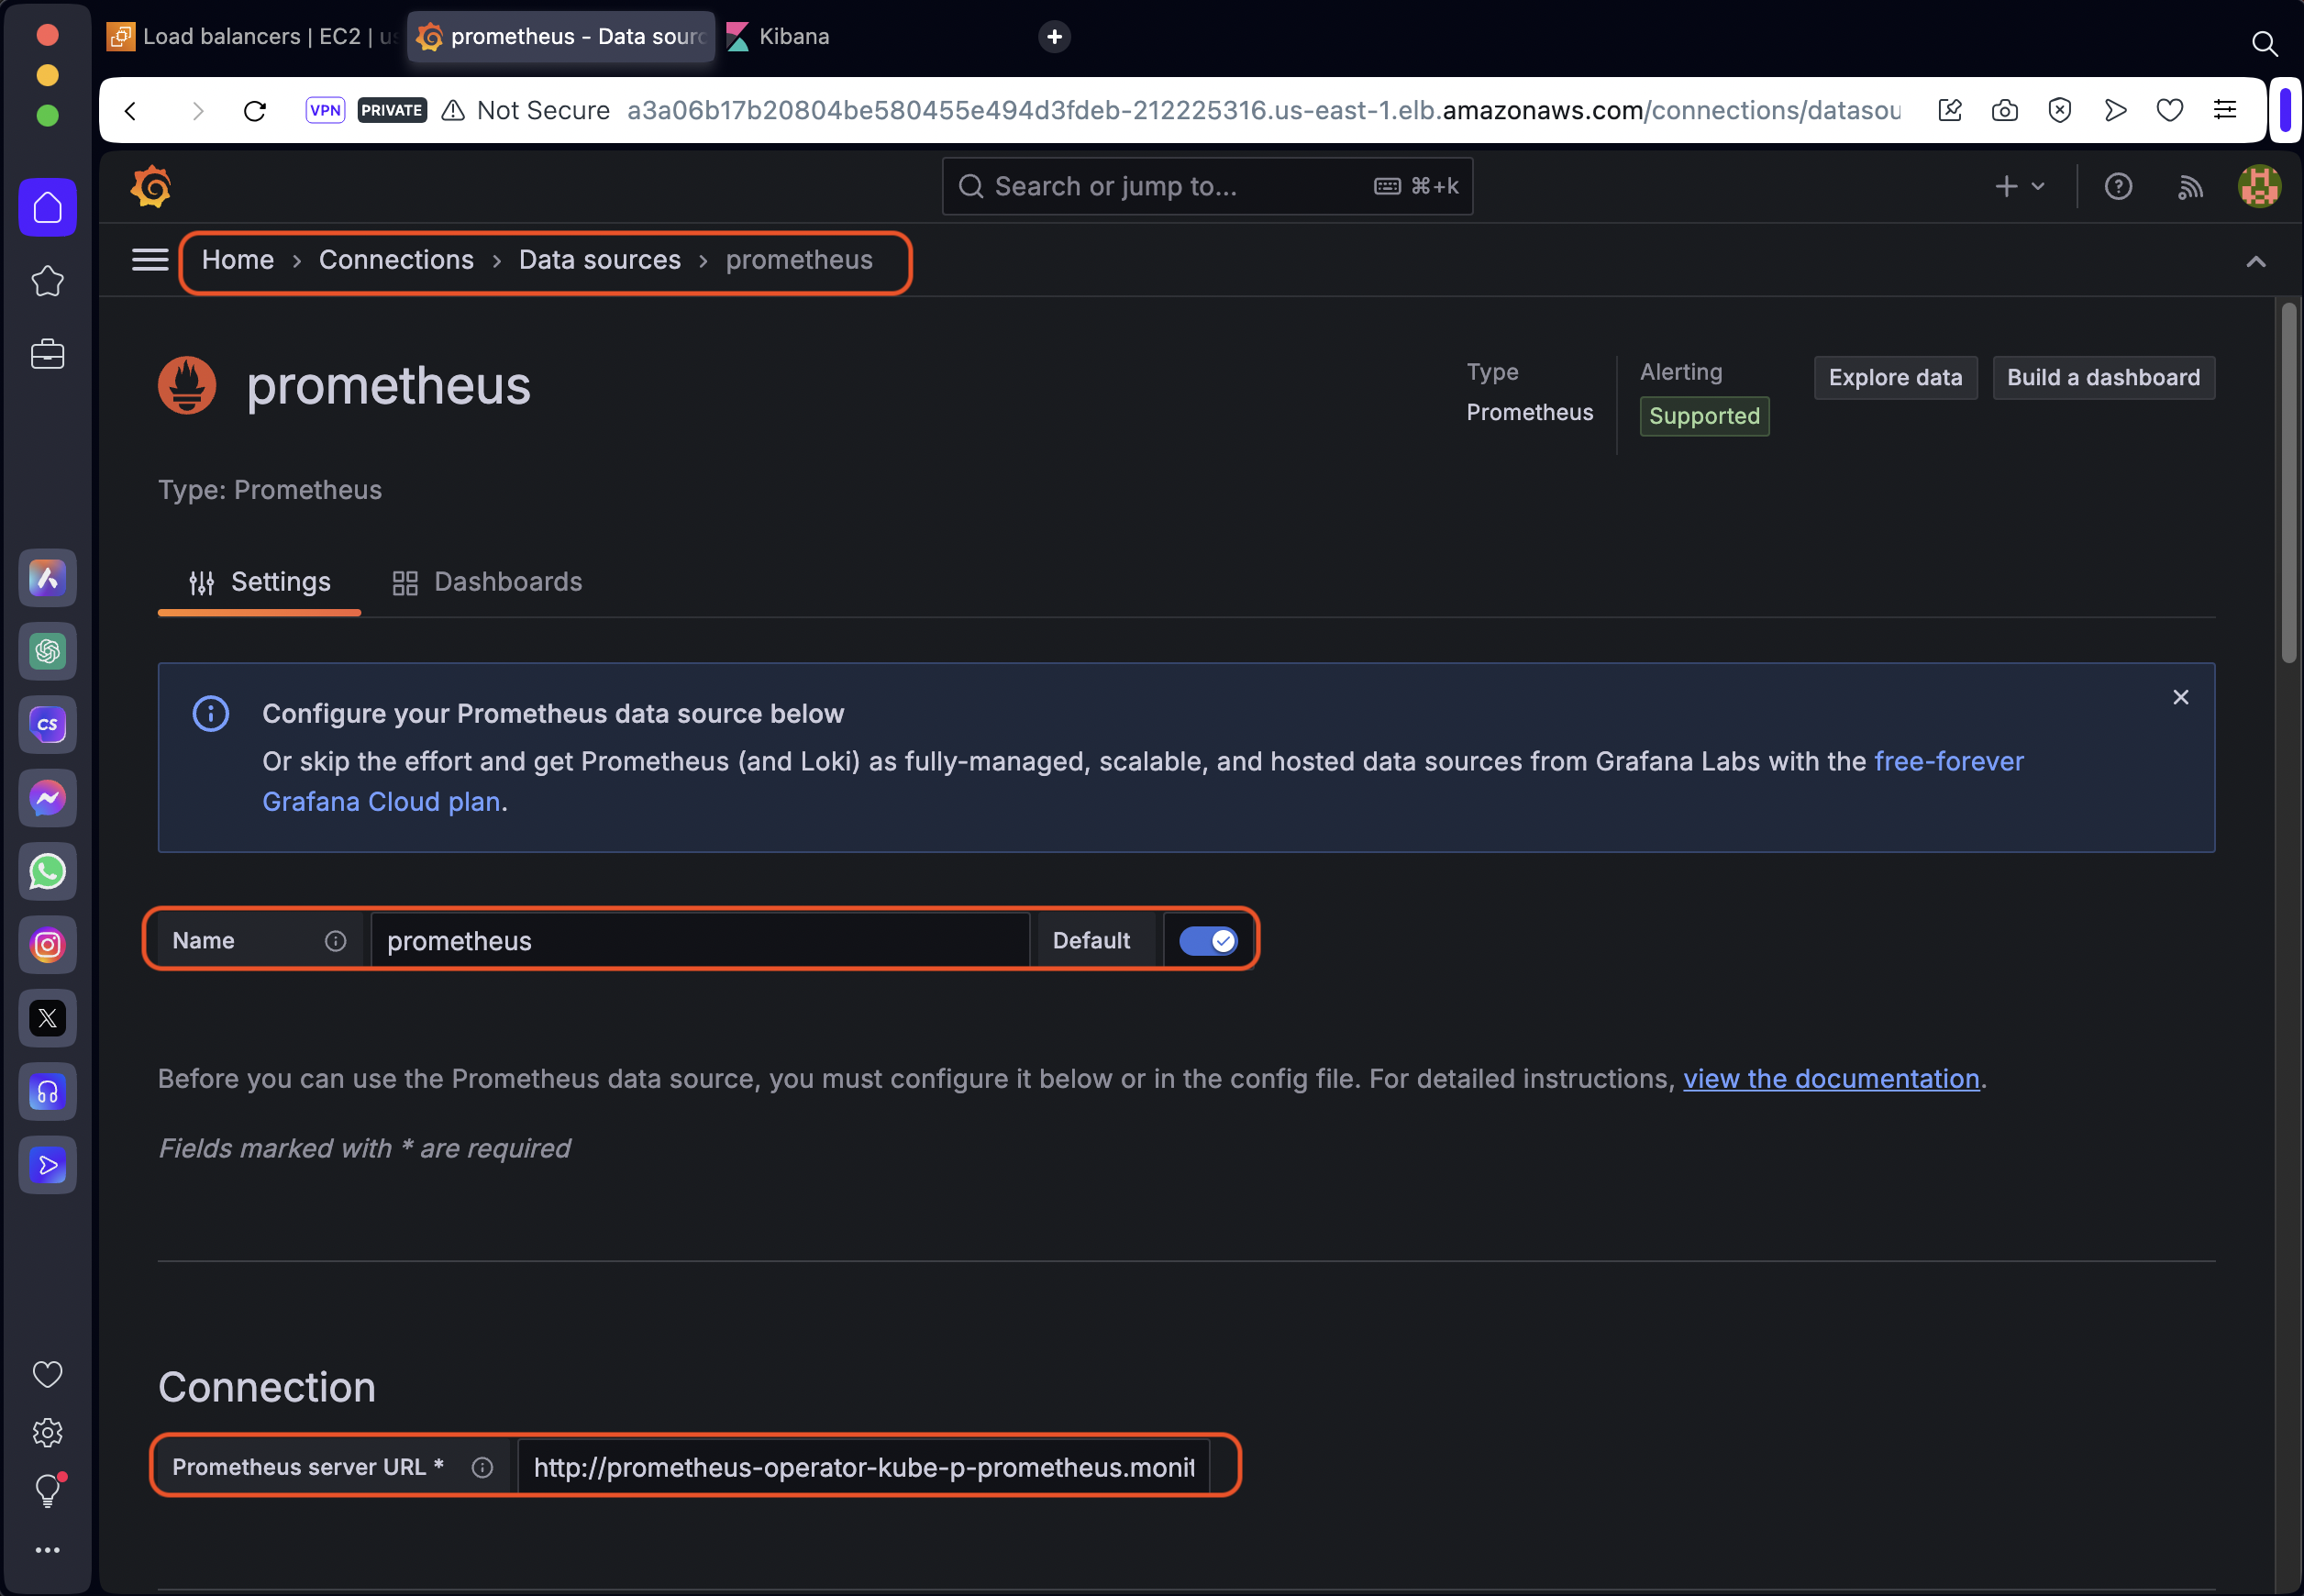 Load balancers | EC2 | us
prometheus - Data sourc
Kibana
VPN PRIVATE Not Secure a3a06b17b20804be580455e494d3fdeb-212225316.us-east-1.elb.amazonaws.com/connections/datasou
Search or jump to... ⌘+k
Home › Connections › Data sources › prometheus
prometheus
Type
Prometheus
Alerting
Supported
Explore data
Build a dashboard
Type: Prometheus
Settings
Dashboards
Configure your Prometheus data source below
Or skip the effort and get Prometheus (and Loki) as fully-managed, scalable, and hosted data sources from Grafana Labs with the free-forever
Grafana Cloud plan.
Name prometheus Default
Before you can use the Prometheus data source, you must configure it below or in the config file. For detailed instructions, view the documentation.
Fields marked with * are required
Connection
Prometheus server URL * http://prometheus-operator-kube-p-prometheus.monit
CS